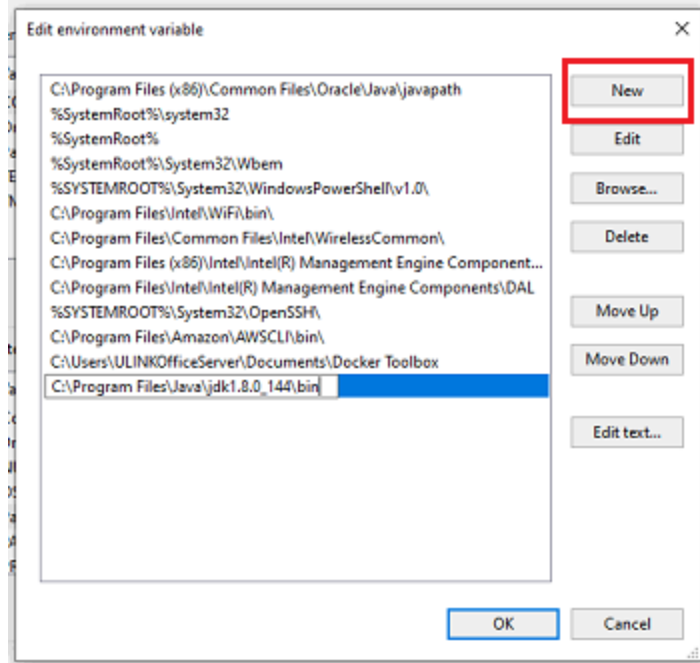 Edit environment variable
C:\Program Files (x86)\Common Files\Oracle\Java\javapath
%SystemRoot%\system32
%SystemRoot%
%SystemRoot%\System32\Wbem
%SYSTEMROOT%\System32\WindowsPowerShell\v1.0\
C:\Program Files\Intel\WiFi\bin\
C:\Program Files\Common Files\Intel\WirelessCommon\
C:\Program Files (x86)\Intel\Intel(R) Management Engine Component...
C:\Program Files\Intel\Intel(R) Management Engine Components\DAL
%SYSTEMROOT%\System32\OpenSSH\
C:\Program Files\Amazon\AWSCLI\bin\
C:\Users\ULINKOfficeServer\Documents\Docker Toolbox
C:\Program Files\Java\jdk1.8.0_144\bin
New
Edit
Browse...
Delete
Move Up
Move Down
Edit text...
OK
Cancel